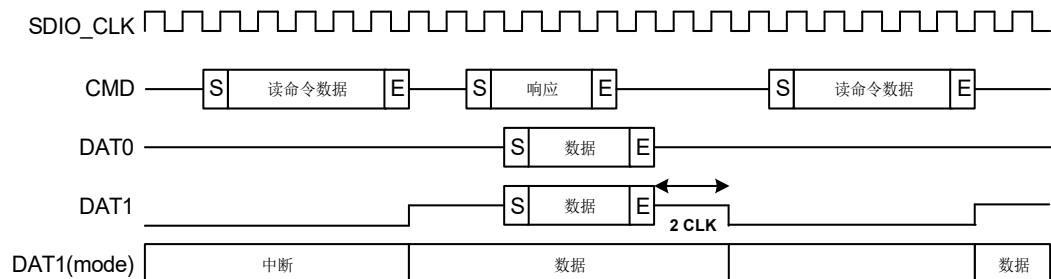 SDIO_CLK
CMD S 读命令数据 E S 响应 E S 读命令数据 E
DAT0 S 数据 E
DAT1 S 数据 E
2 CLK
DAT1(mode) 中断 数据 数据